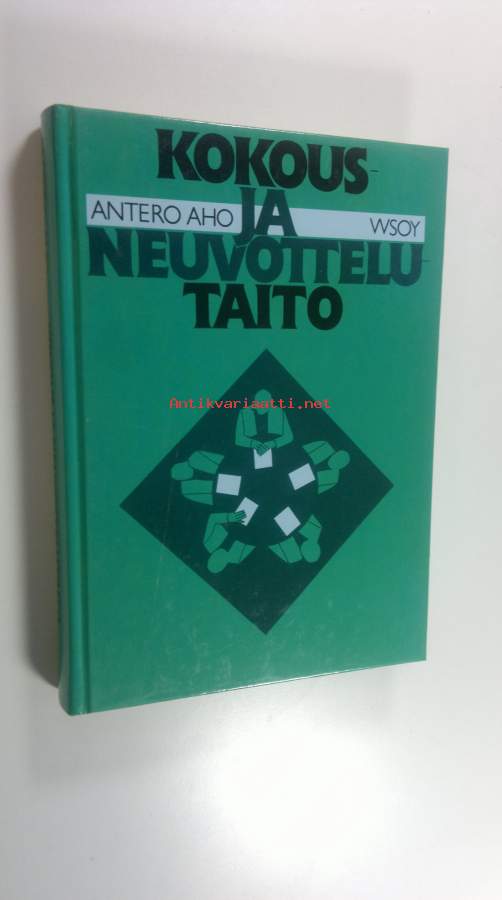 KOKOUS-
ANTERO AHO JA WSOY
NEUVOTTELU-
TAITO
Antikvariaatti.net